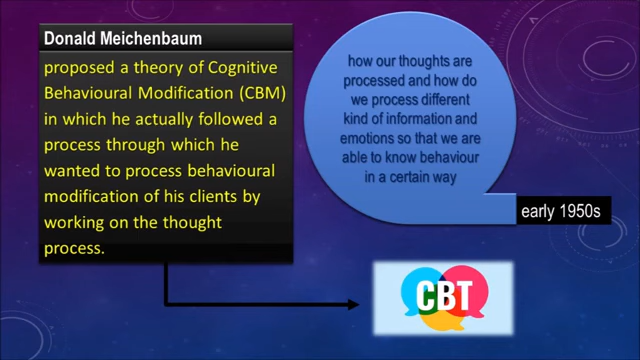 Donald Meichenbaum
proposed a theory of Cognitive
Behavioural Modification (CBM)
in which he actually followed a
process through which he
wanted to process behavioural
modification of his clients by
working on the thought
process.
how our thoughts are
processed and how do
we process different
kind of information and
emotions so that we are
able to know behaviour
in a certain way
early 1950s
CBT